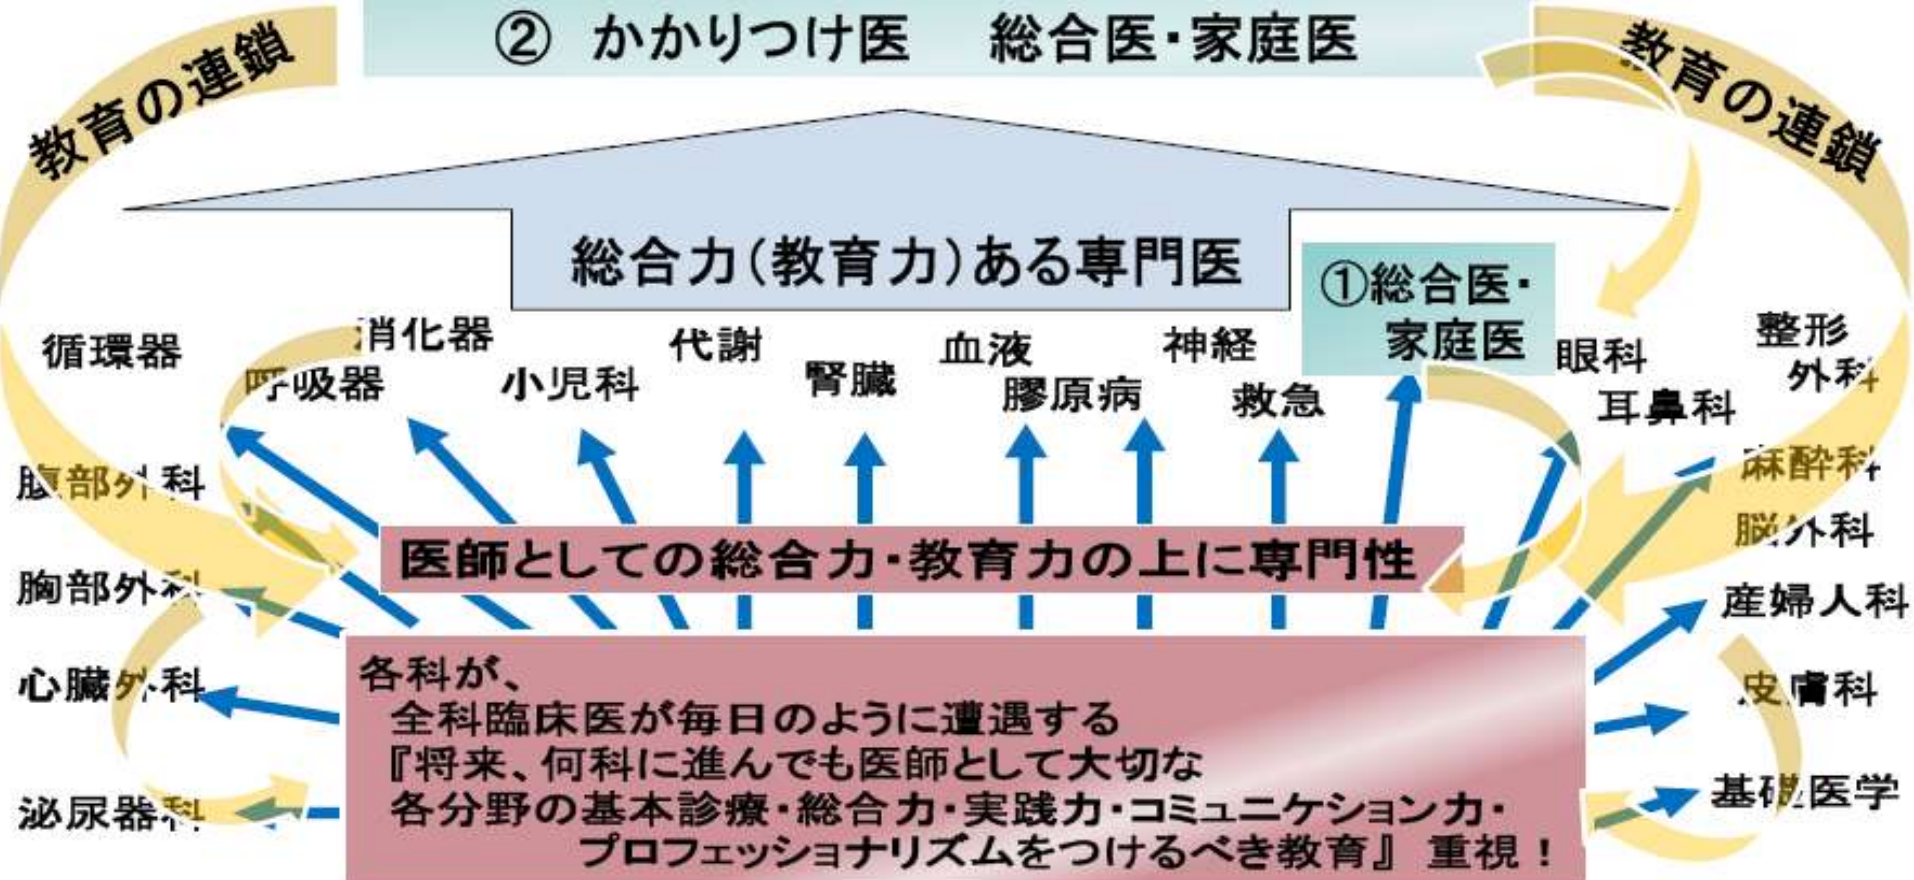 ② かかりつけ医　総合医・家庭医
教育の連鎖
教育の連鎖
総合力（教育力）ある専門医
①総合医・
家庭医
循環器
消化器
呼吸器
小児科
代謝
腎臓
血液
膠原病
神経
救急
眼科
耳鼻科
整形
外科
腹部外科
麻酔科
脳外科
胸部外科
産婦人科
心臓外科
皮膚科
泌尿器科
基礎医学
医師としての総合力・教育力の上に専門性
各科が、
全科臨床医が毎日のように遭遇する
『将来、何科に進んでも医師として大切な
各分野の基本診療・総合力・実践力・コミュニケーション力・
プロフェッショナリズムをつけるべき教育』 重視！